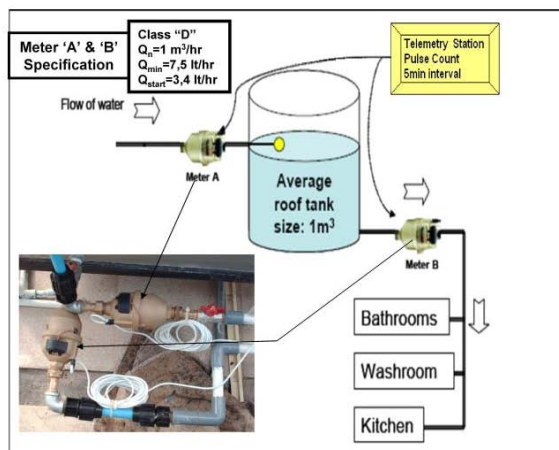 Meter ‘A’ & ‘B’
Specification
Class “D”
Qn=1 m³/hr
Qmin=7,5 lt/hr
Qstart=3,4 lt/hr
Telemetry Station
Pulse Count
5min interval
Flow of water
Meter A
Average
roof tank
size: 1m³
Meter B
Bathrooms
Washroom
Kitchen